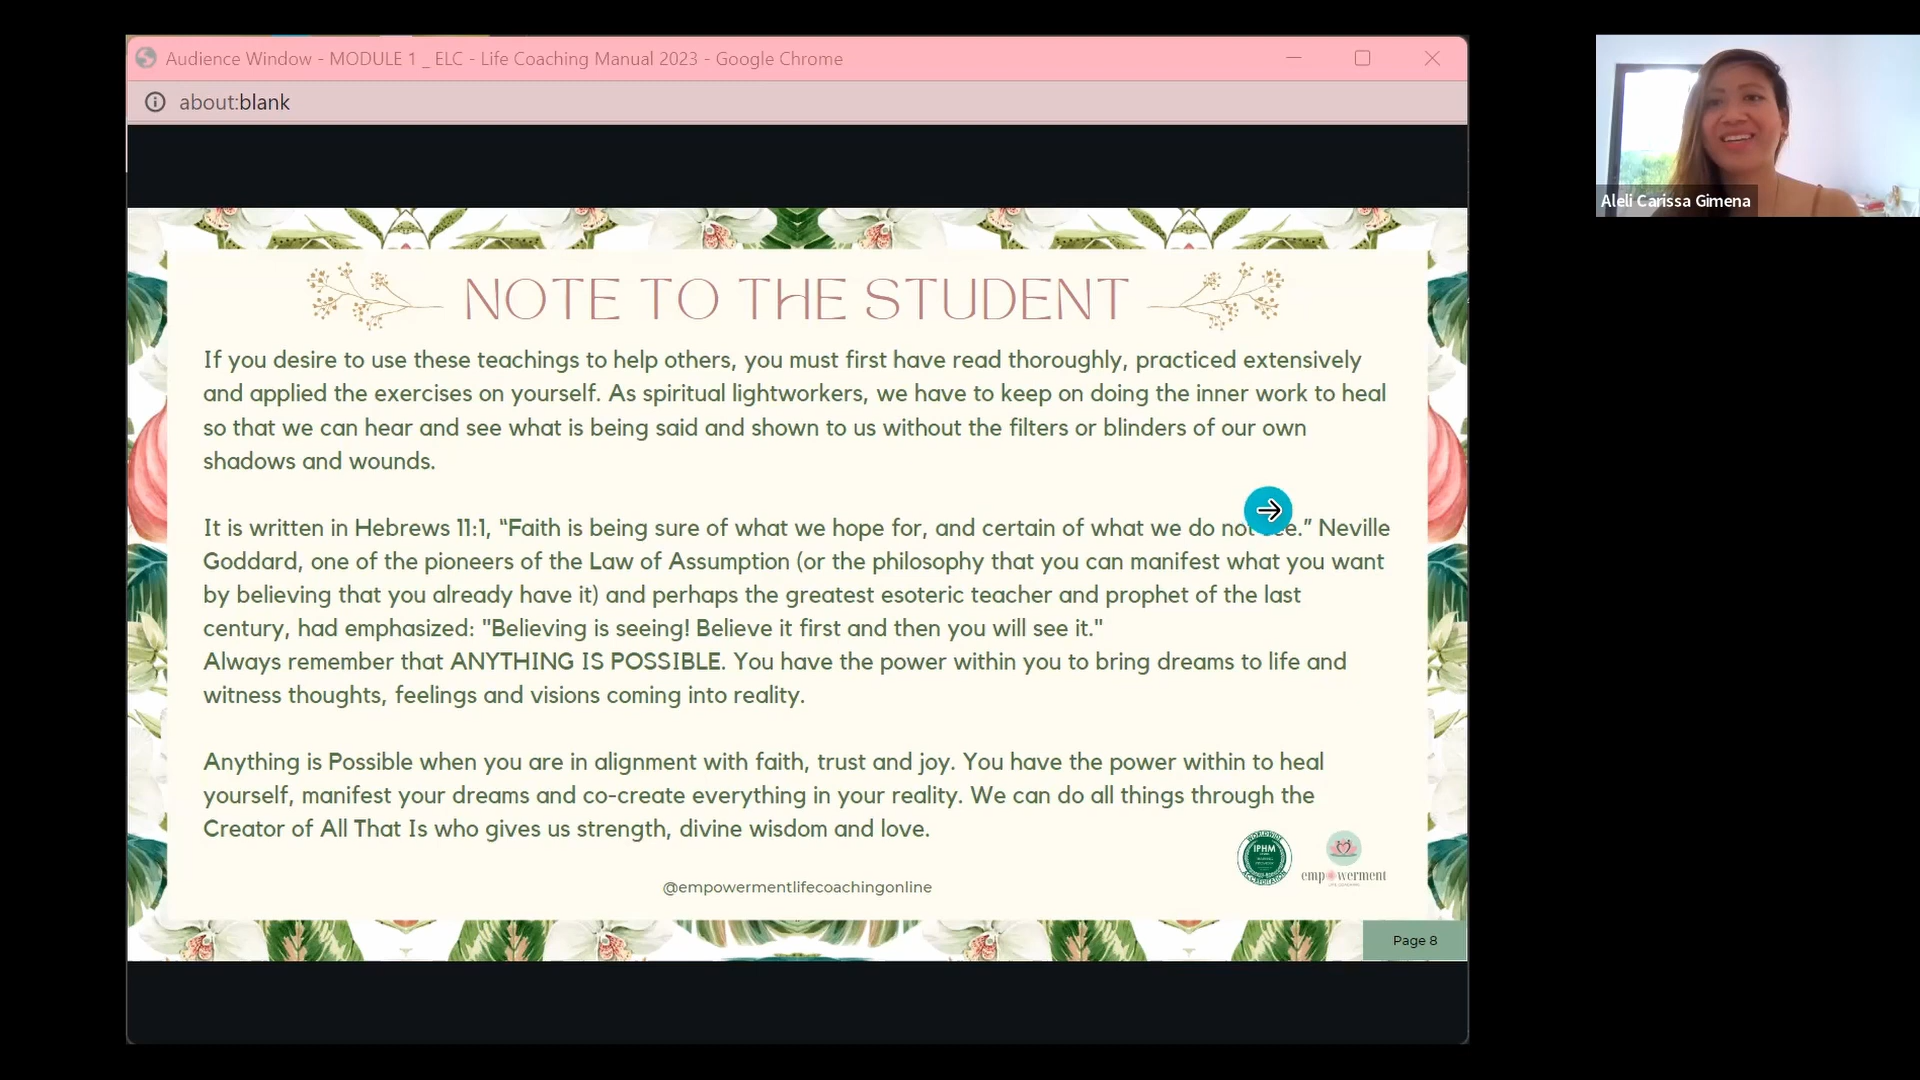 Audience Window - MODULE 1 _ ELC - Life Coaching Manual 2023 - Google Chrome
about:blank
Aleli Carissa Gimena
NOTE TO THE STUDENT
If you desire to use these teachings to help others, you must first have read thoroughly, practiced extensively
and applied the exercises on yourself. As spiritual lightworkers, we have to keep on doing the inner work to heal
so that we can hear and see what is being said and shown to us without the filters or blinders of our own
shadows and wounds.
It is written in Hebrews 11:1, “Faith is being sure of what we hope for, and certain of what we do not see.” Neville
Goddard, one of the pioneers of the Law of Assumption (or the philosophy that you can manifest what you want
by believing that you already have it) and perhaps the greatest esoteric teacher and prophet of the last
century, had emphasized: "Believing is seeing! Believe it first and then you will see it."
Always remember that ANYTHING IS POSSIBLE. You have the power within you to bring dreams to life and
witness thoughts, feelings and visions coming into reality.
Anything is Possible when you are in alignment with faith, trust and joy. You have the power within to heal
yourself, manifest your dreams and co-create everything in your reality. We can do all things through the
Creator of All That Is who gives us strength, divine wisdom and love.
IPHM
empowerment
@empowermentlifecoachingonline
Page 8